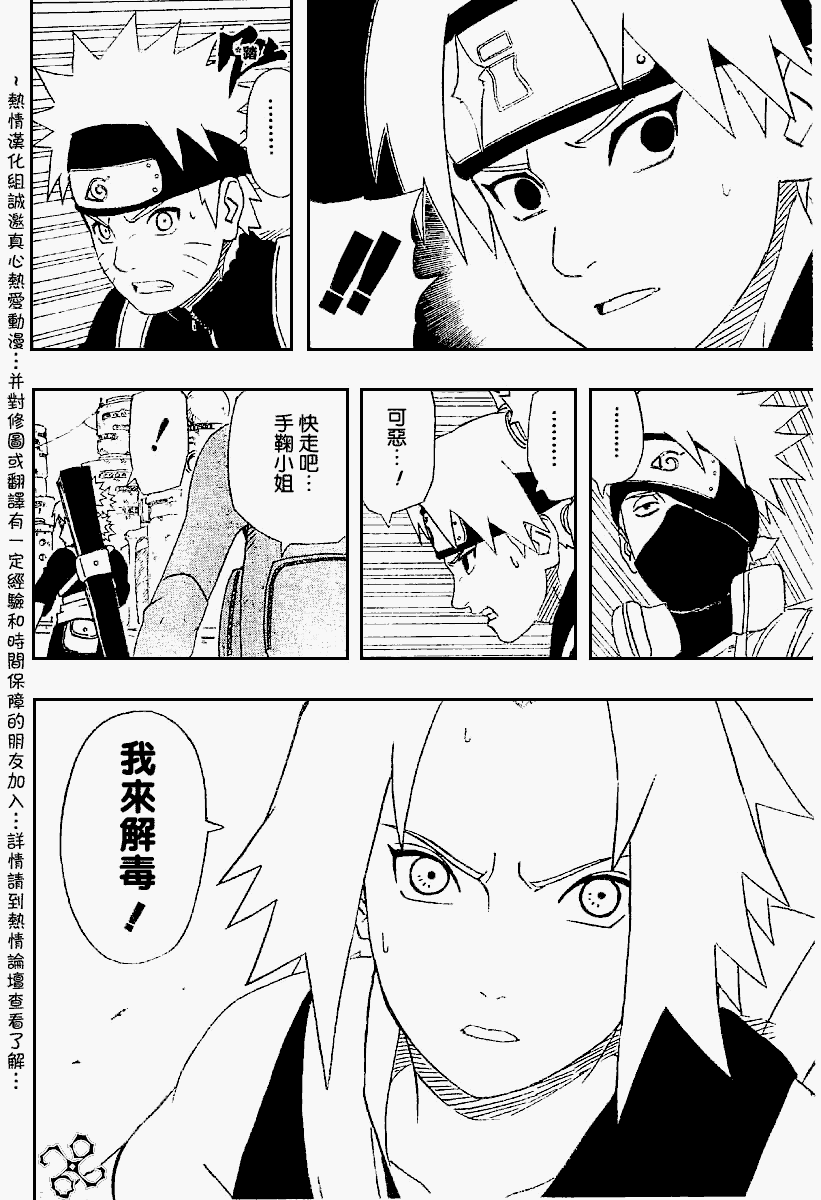 ！！
*踏
………
………
………
可惡…！
快走吧…
手鞠小姐
！
我來解毒！
~熱情漢化組誠邀真心熱愛動漫…并對修圖或翻譯有一定經驗和時間保障的朋友加入…詳情請到熱情論壇查看了解…